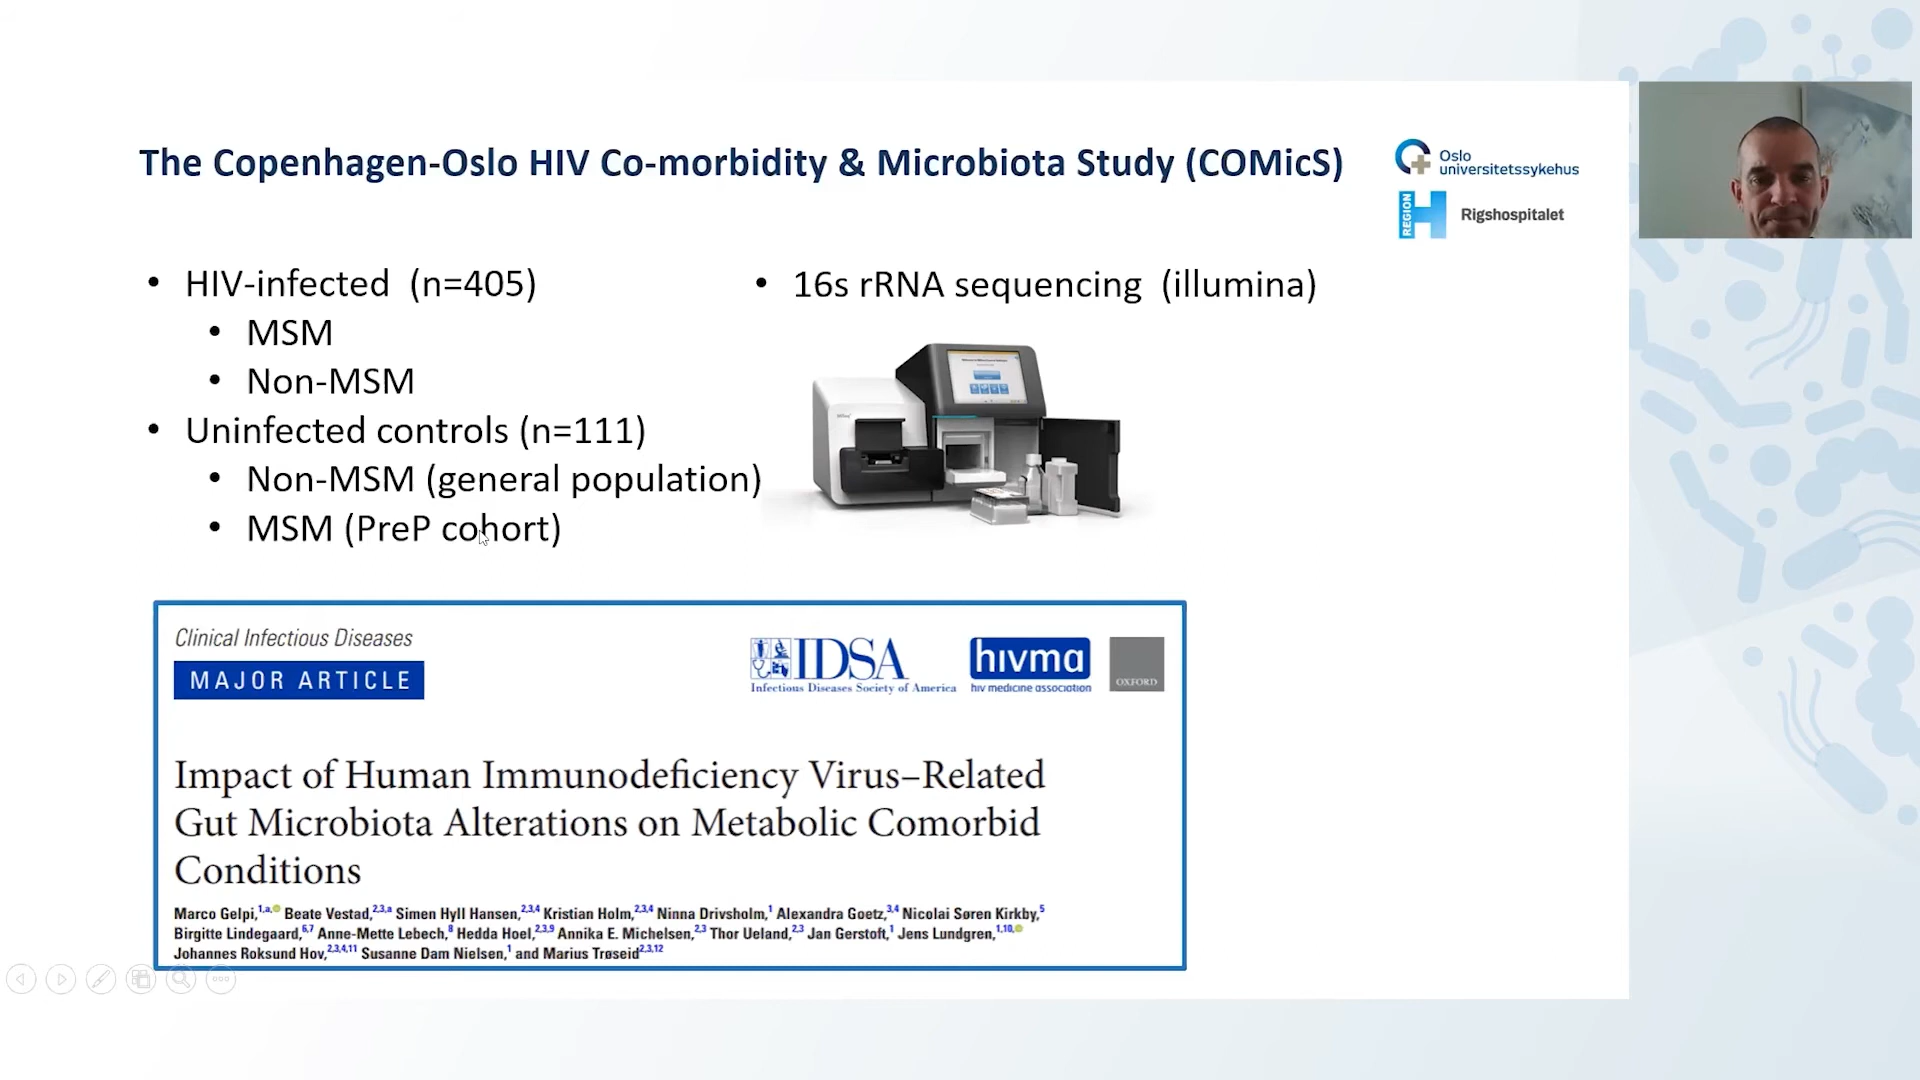 The Copenhagen-Oslo HIV Co-morbidity & Microbiota Study (COMicS)
Oslo
universitetssykehus
REGION
H
Rigshospitalet
• HIV-infected (n=405)
• MSM
• Non-MSM
• Uninfected controls (n=111)
• Non-MSM (general population)
• MSM (PreP cohort)
• 16s rRNA sequencing (illumina)
Clinical Infectious Diseases
MAJOR ARTICLE
IDSA
Infectious Diseases Society of America
hivma
hiv medicine association
OXFORD
Impact of Human Immunodeficiency Virus–Related
Gut Microbiota Alterations on Metabolic Comorbid
Conditions
Marco Gelpi,1,a Beate Vestad,2,3,a Simen Hyll Hansen,2,3,4 Kristian Holm,2,3,4 Ninna Drivsholm,1 Alexandra Goetz,3,4 Nicolai Søren Kirkby,5
Birgitte Lindegaard,6,7 Anne-Mette Lebech,8 Hedda Hoel,2,3,9 Annika E. Michelsen,2,3 Thor Ueland,2,3 Jan Gerstoft,1 Jens Lundgren,1,10
Johannes Roksund Hov,2,3,4,11 Susanne Dam Nielsen,1 and Marius Trøseid2,3,12